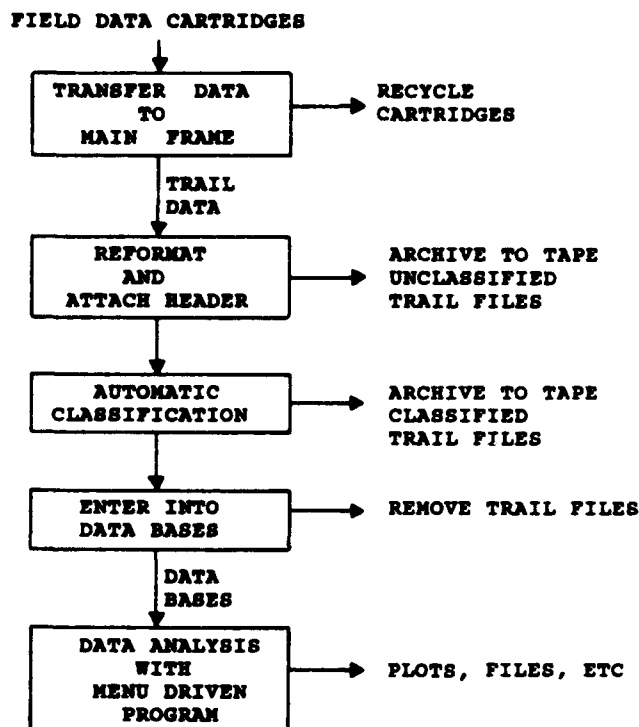 FIELD DATA CARTRIDGES
TRANSFER DATA
TO
MAIN FRAME
RECYCLE
CARTRIDGES
TRAIL
DATA
REFORMAT
AND
ATTACH HEADER
ARCHIVE TO TAPE
UNCLASSIFIED
TRAIL FILES
AUTOMATIC
CLASSIFICATION
ARCHIVE TO TAPE
CLASSIFIED
TRAIL FILES
ENTER INTO
DATA BASES
REMOVE TRAIL FILES
DATA
BASES
DATA ANALYSIS
WITH
MENU DRIVEN
PROGRAM
PLOTS, FILES, ETC